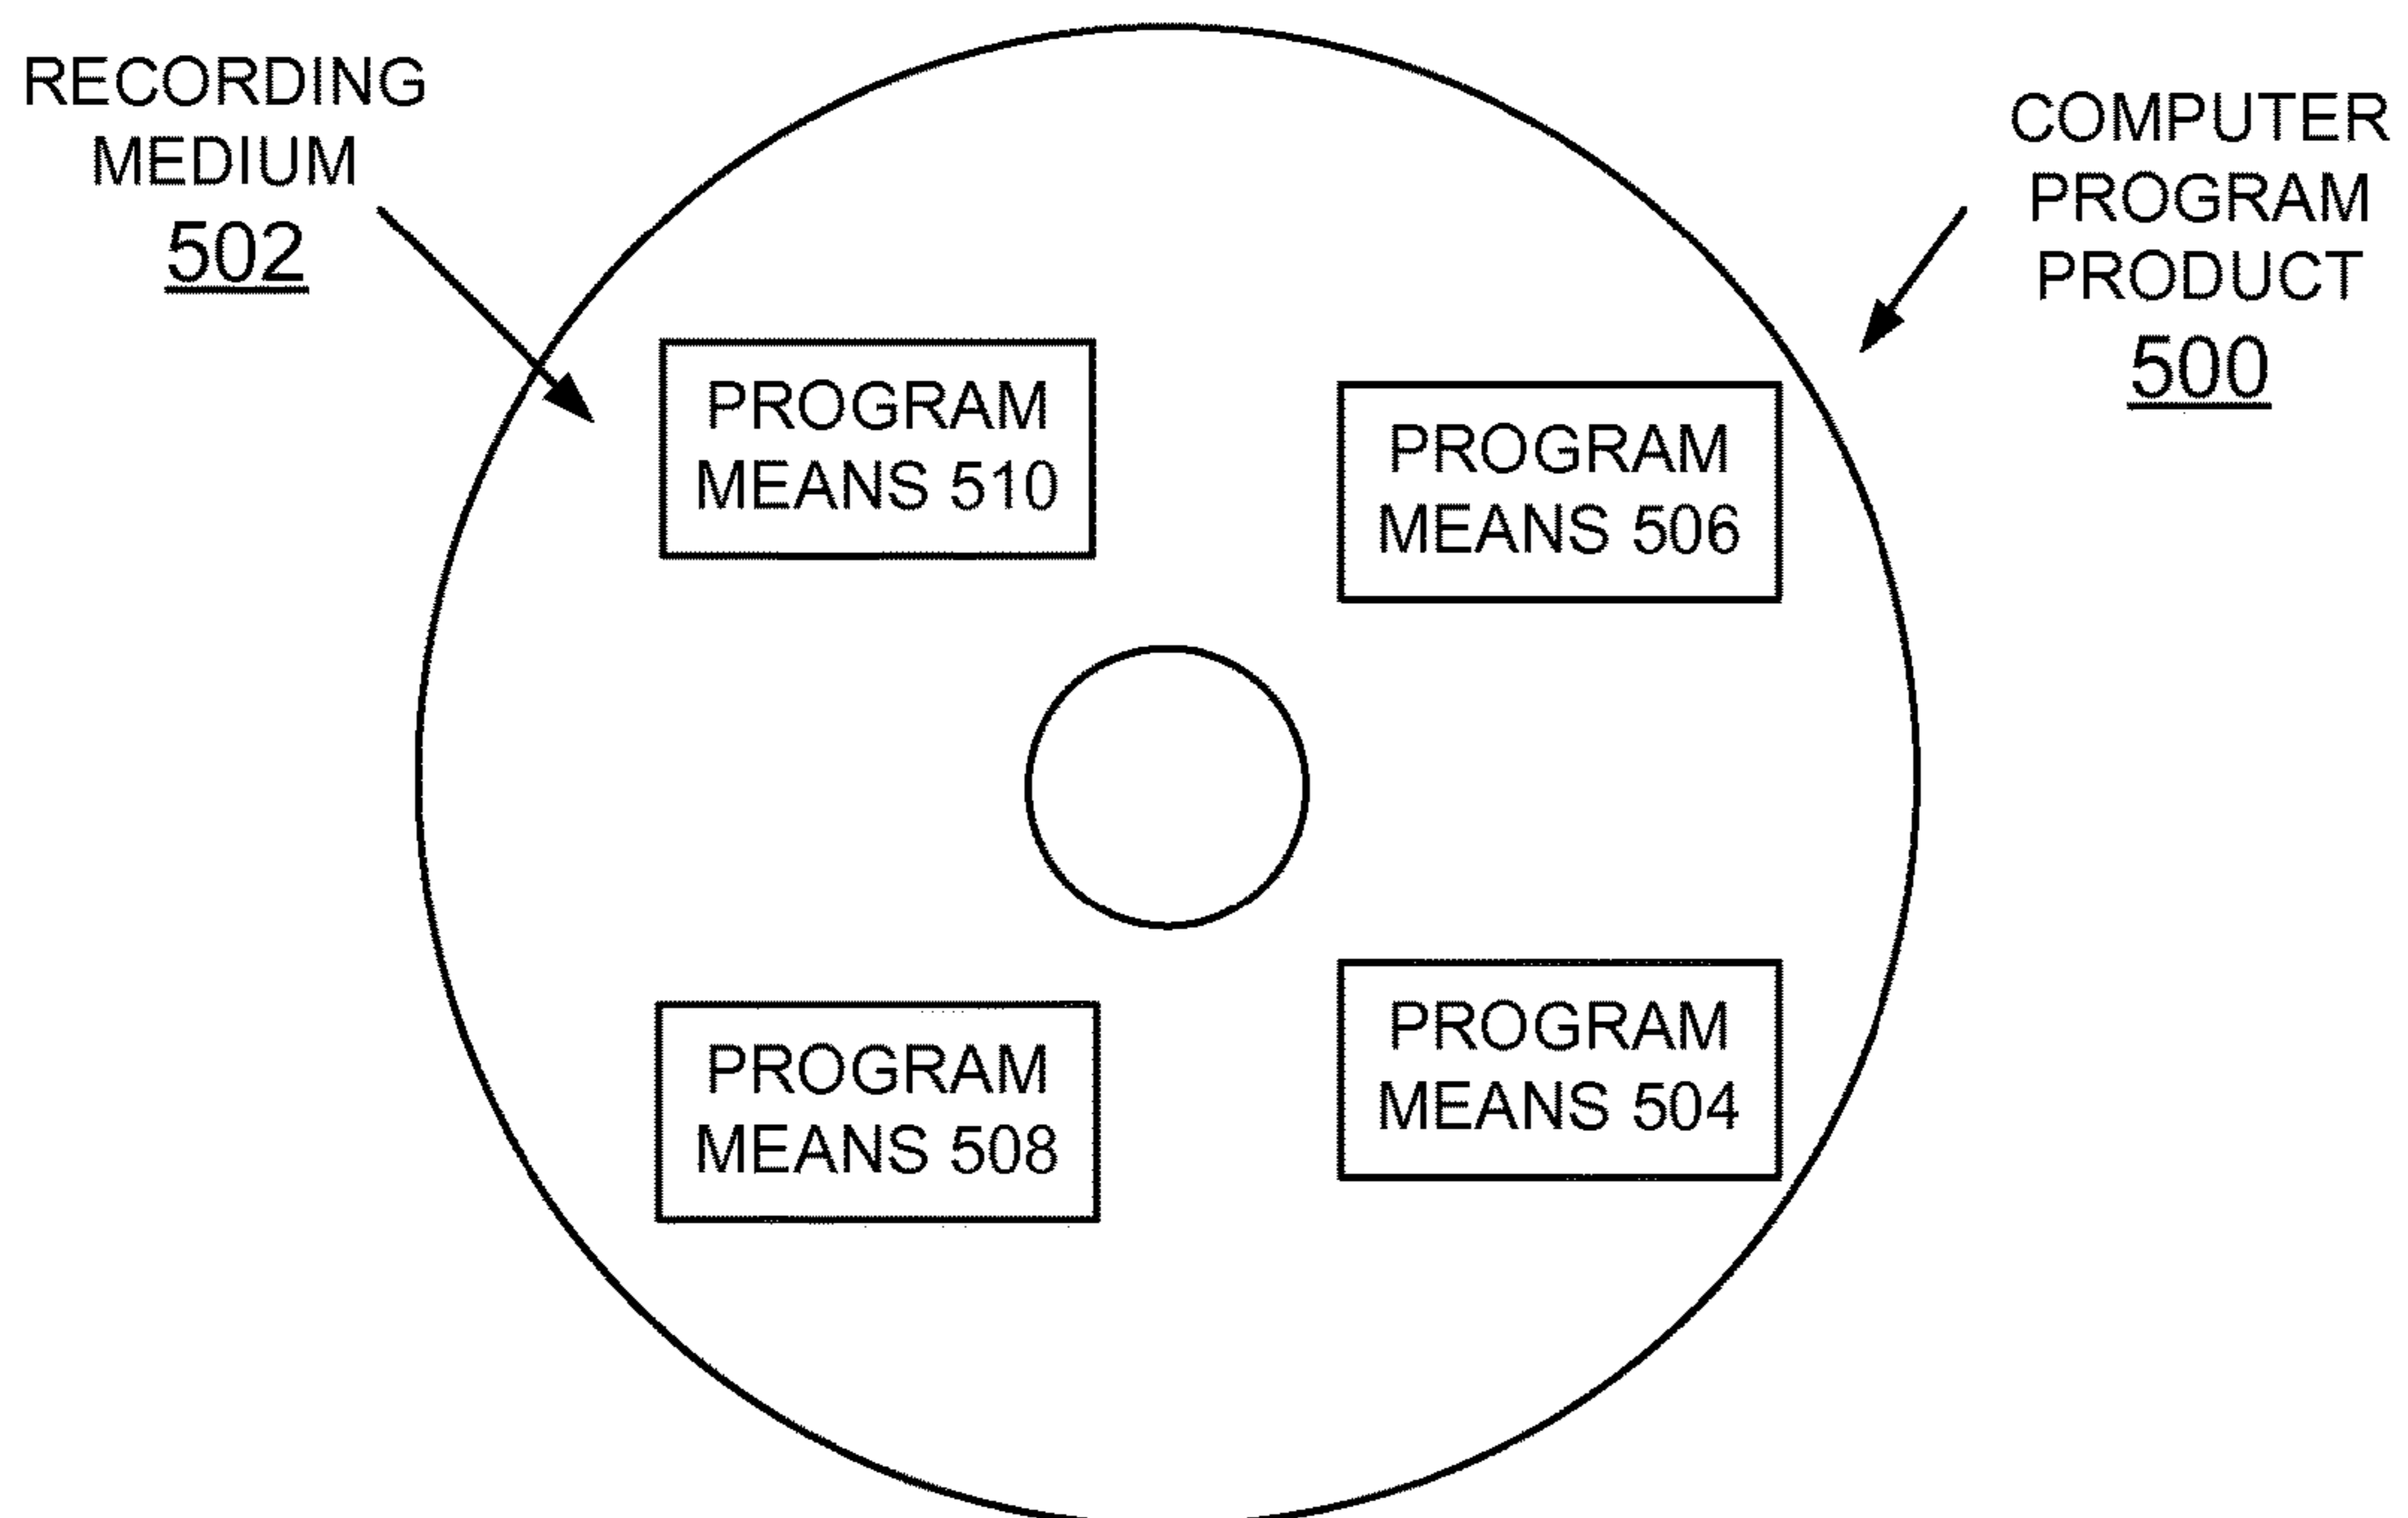 RECORDING
MEDIUM
502
COMPUTER
PROGRAM
PRODUCT
500
PROGRAM
MEANS 510
PROGRAM
MEANS 506
PROGRAM
MEANS 508
PROGRAM
MEANS 504